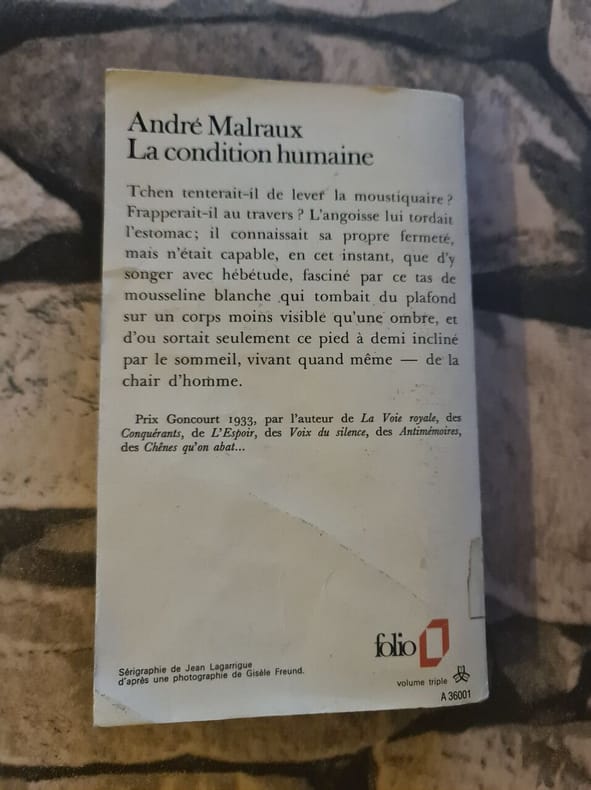 André Malraux
La condition humaine
Tchen tenterait-il de lever la moustiquaire ?
Frapperait-il au travers ? L'angoisse lui tordait
l'estomac ; il connaissait sa propre fermeté,
mais n'était capable, en cet instant, que d'y
songer avec hébétude, fasciné par ce tas de
mousseline blanche qui tombait du plafond
sur un corps moins visible qu'une ombre, et
d'ou sortait seulement ce pied à demi incliné
par le sommeil, vivant quand même — de la
chair d'homme.
Prix Goncourt 1933, par l'auteur de La Voie royale, des
Conquérants, de L'Espoir, des Voix du silence, des Antimémoires,
des Chênes qu'on abat...
folio
Sérigraphie de Jean Lagarrigue
d'après une photographie de Gisèle Freund.
volume triple
A 36001